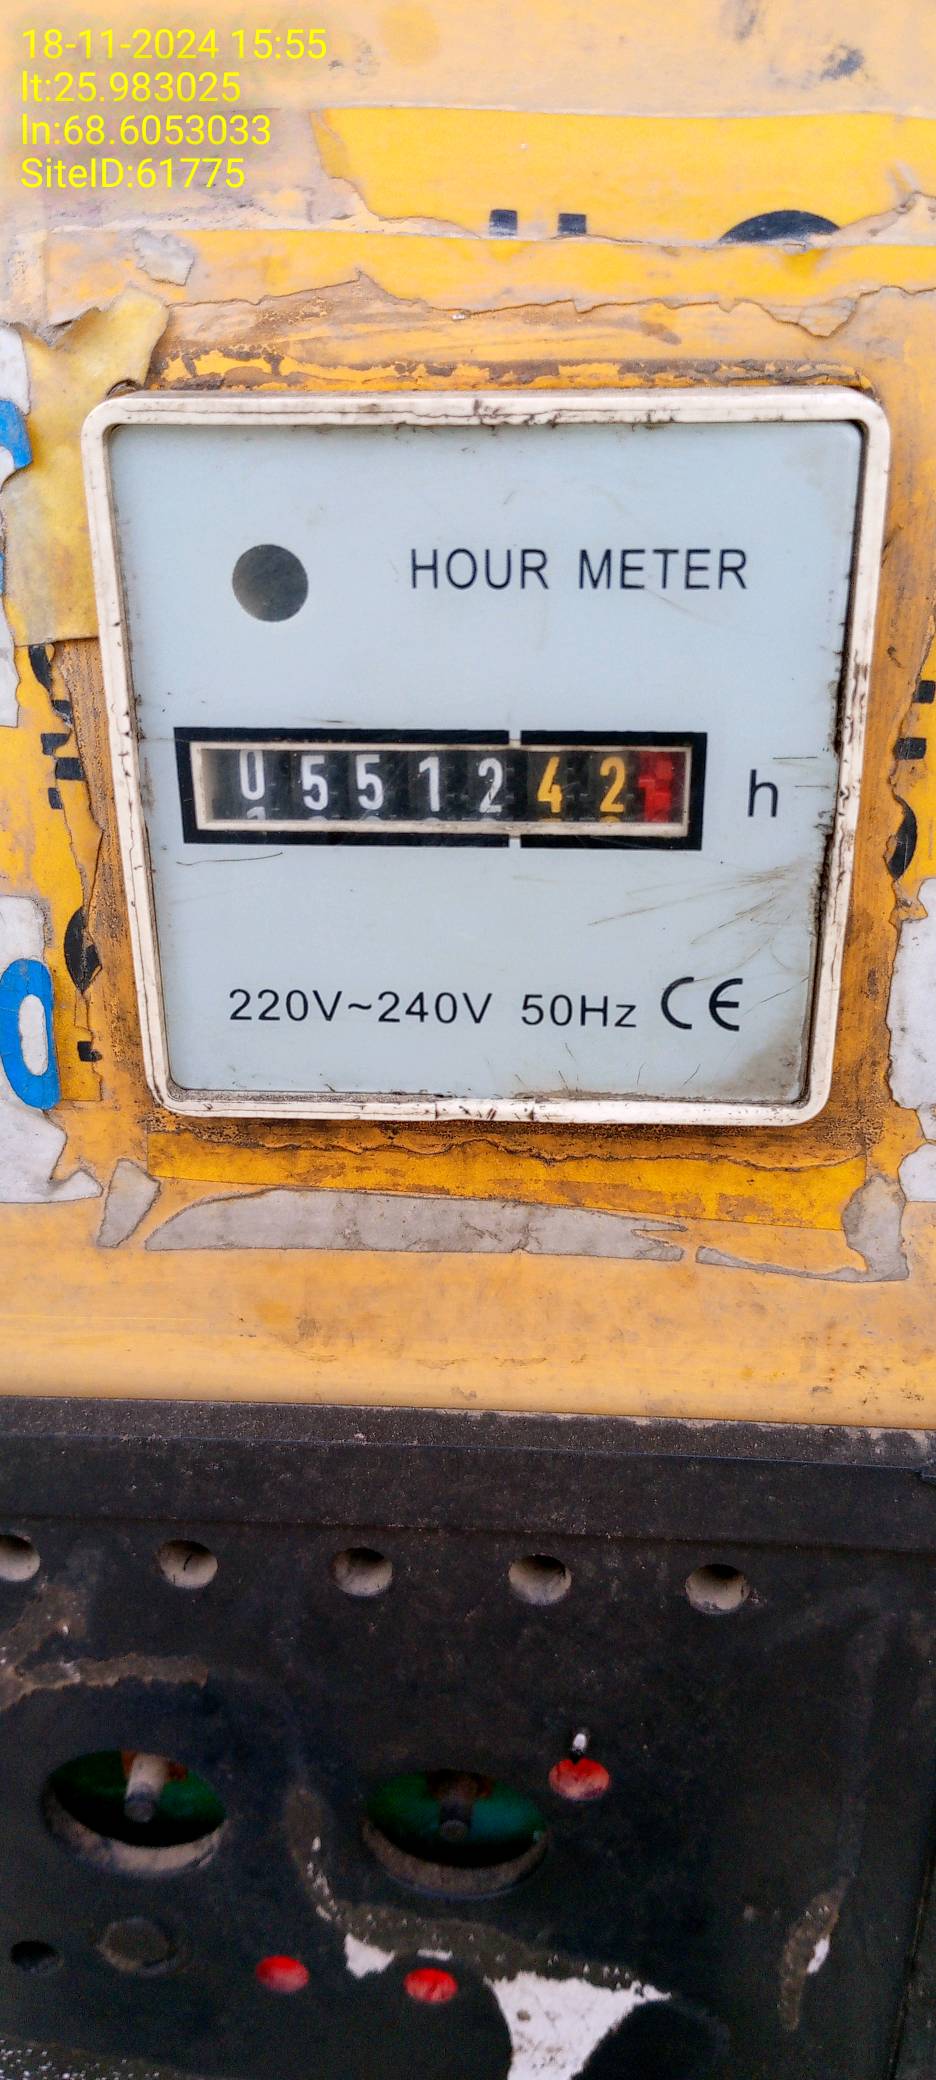 18-11-2024 15:55
lt:25.983025
ln:68.6053033
SiteID:61775
HOUR METER
0551242
h
220V~240V 50Hz CE